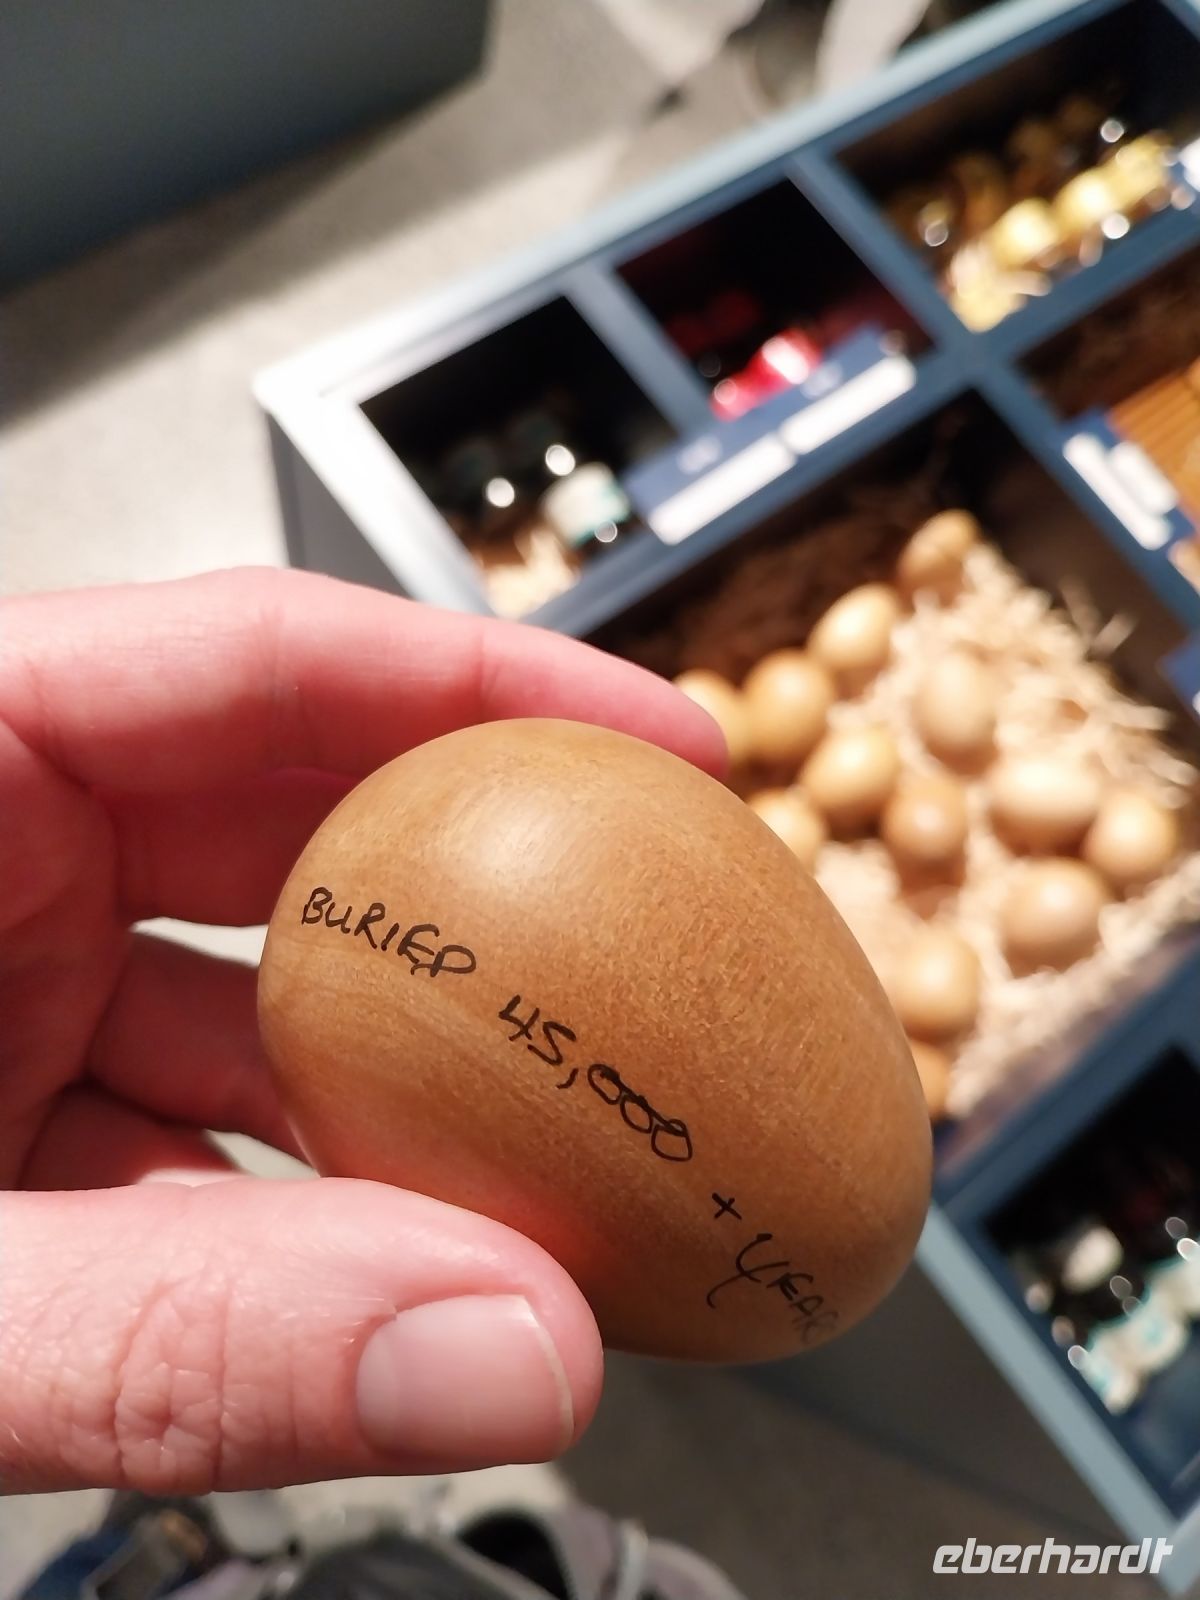 BURIED 45,000 + YEAR
eberhardt